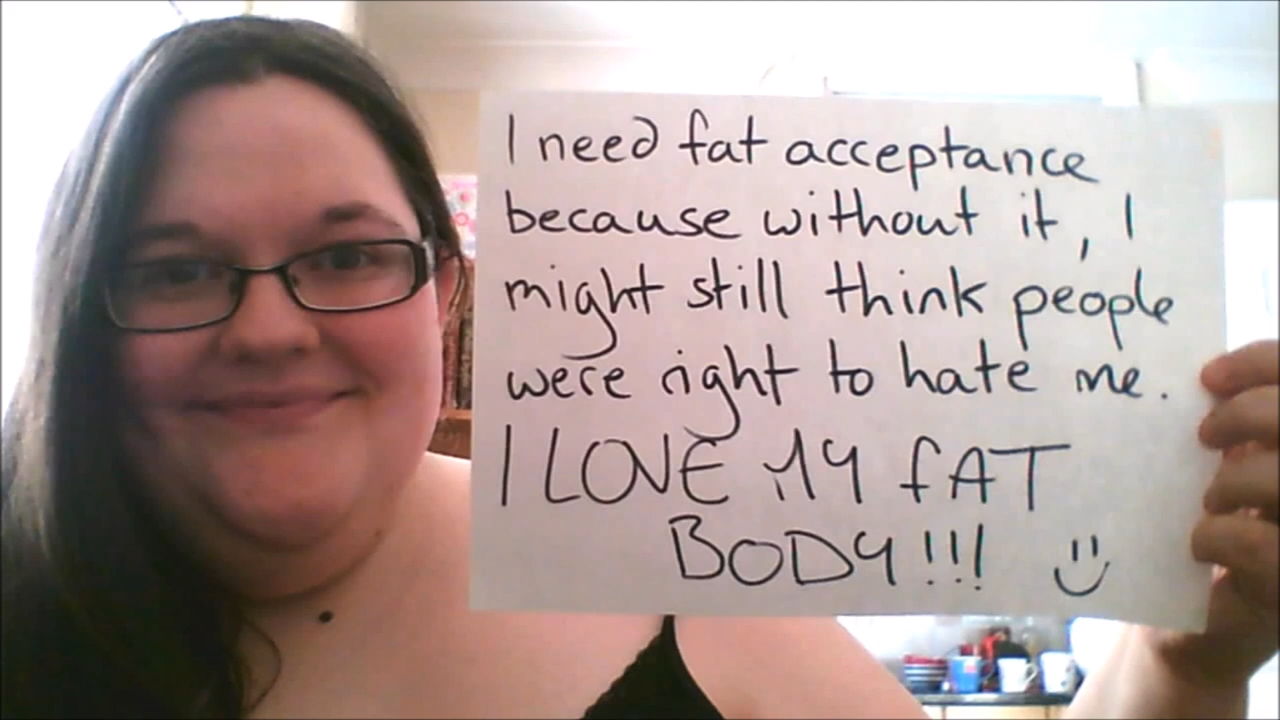 I need fat acceptance
because without it, I
might still think people
were right to hate me.
I LOVE MY fAT
BODY!!! :)